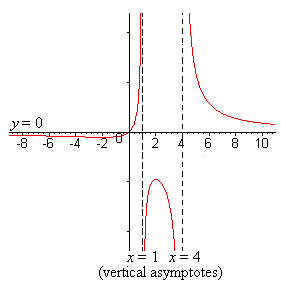 y = 0
-8 -6 -4 -2 0 2 4 6 8 10
x = 1 x = 4
(vertical asymptotes)